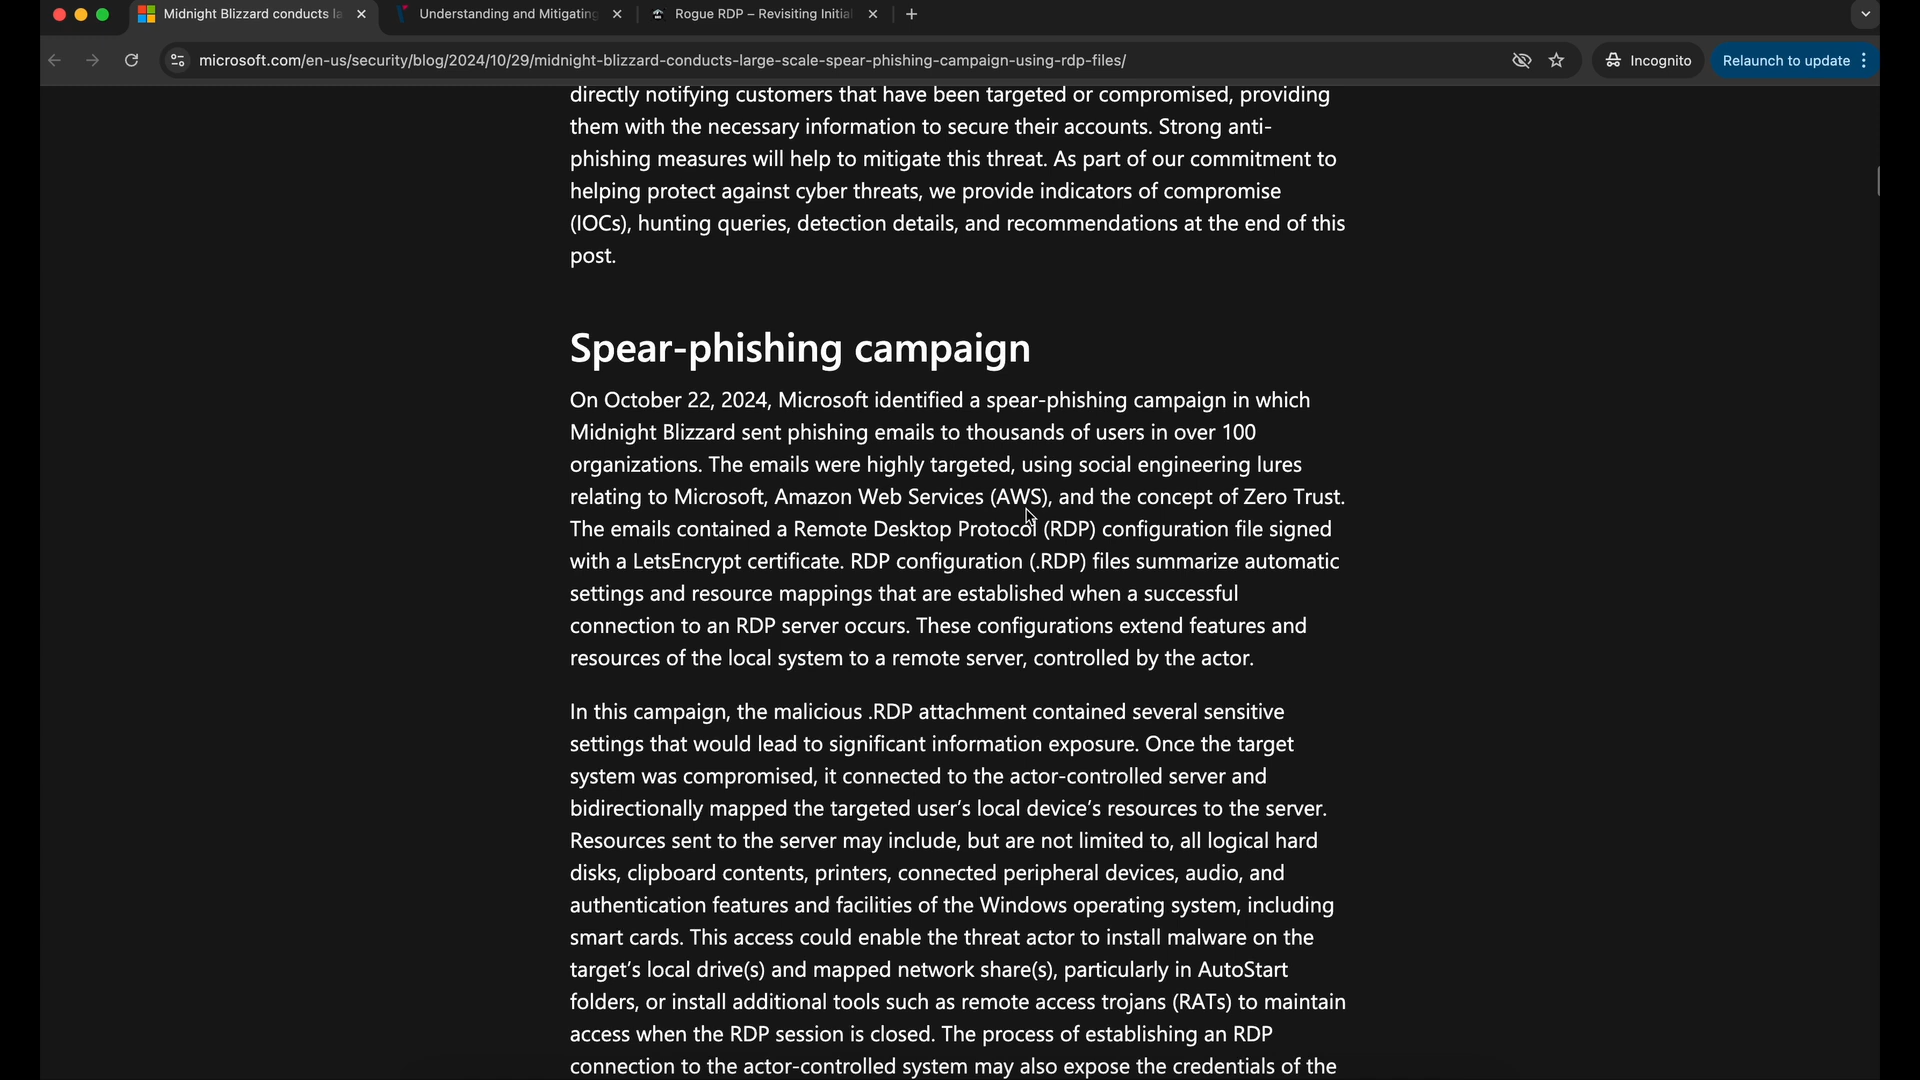 Midnight Blizzard conducts la
Understanding and Mitigating
Rogue RDP – Revisiting Initial
microsoft.com/en-us/security/blog/2024/10/29/midnight-blizzard-conducts-large-scale-spear-phishing-campaign-using-rdp-files/
Incognito
Relaunch to update
directly notifying customers that have been targeted or compromised, providing
them with the necessary information to secure their accounts. Strong anti-
phishing measures will help to mitigate this threat. As part of our commitment to
helping protect against cyber threats, we provide indicators of compromise
(IOCs), hunting queries, detection details, and recommendations at the end of this
post.
Spear-phishing campaign
On October 22, 2024, Microsoft identified a spear-phishing campaign in which
Midnight Blizzard sent phishing emails to thousands of users in over 100
organizations. The emails were highly targeted, using social engineering lures
relating to Microsoft, Amazon Web Services (AWS), and the concept of Zero Trust.
The emails contained a Remote Desktop Protocol (RDP) configuration file signed
with a LetsEncrypt certificate. RDP configuration (.RDP) files summarize automatic
settings and resource mappings that are established when a successful
connection to an RDP server occurs. These configurations extend features and
resources of the local system to a remote server, controlled by the actor.
In this campaign, the malicious .RDP attachment contained several sensitive
settings that would lead to significant information exposure. Once the target
system was compromised, it connected to the actor-controlled server and
bidirectionally mapped the targeted user's local device's resources to the server.
Resources sent to the server may include, but are not limited to, all logical hard
disks, clipboard contents, printers, connected peripheral devices, audio, and
authentication features and facilities of the Windows operating system, including
smart cards. This access could enable the threat actor to install malware on the
target's local drive(s) and mapped network share(s), particularly in AutoStart
folders, or install additional tools such as remote access trojans (RATs) to maintain
access when the RDP session is closed. The process of establishing an RDP
connection to the actor-controlled system may also expose the credentials of the